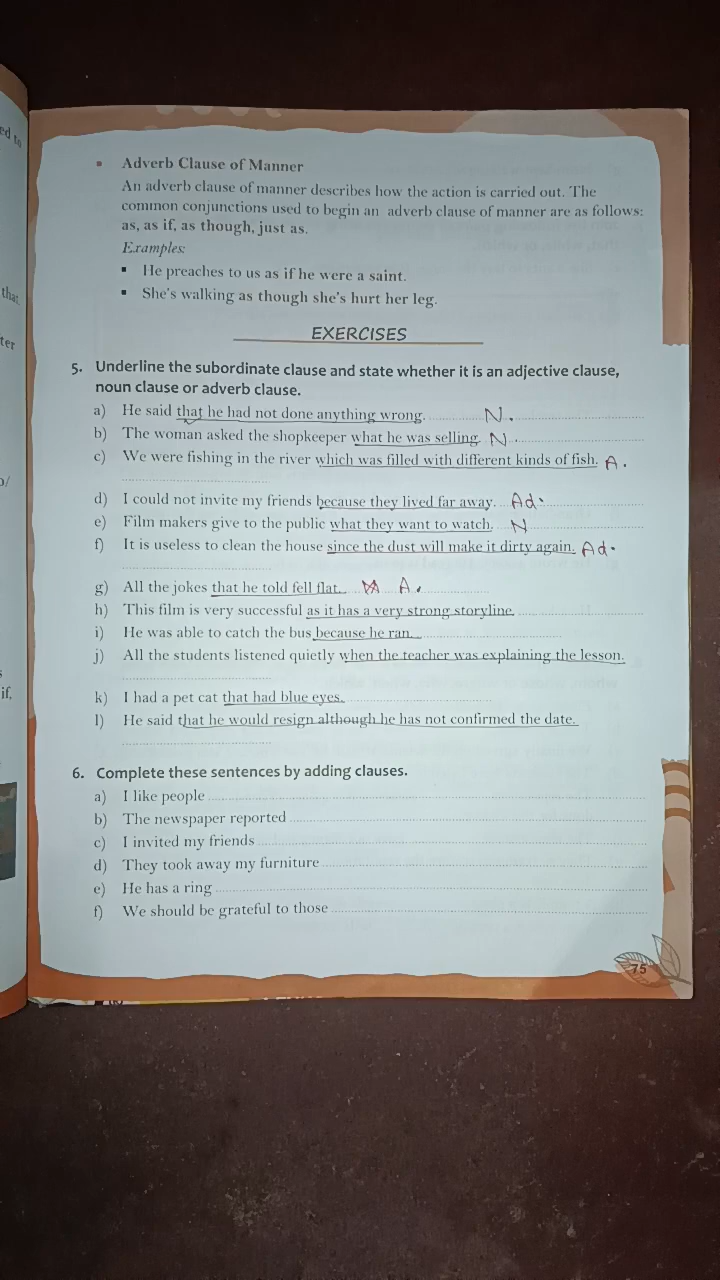 ed to
that
ter
o/
s
if,
▪ Adverb Clause of Manner
An adverb clause of manner describes how the action is carried out. The
common conjunctions used to begin an adverb clause of manner are as follows:
as, as if, as though, just as.
Examples:
▪ He preaches to us as if he were a saint.
▪ She's walking as though she's hurt her leg.
EXERCISES
5. Underline the subordinate clause and state whether it is an adjective clause,
noun clause or adverb clause.
a) He said that he had not done anything wrong. N.
b) The woman asked the shopkeeper what he was selling. N.
c) We were fishing in the river which was filled with different kinds of fish. A.
d) I could not invite my friends because they lived far away. Ad.
e) Film makers give to the public what they want to watch. N
f) It is useless to clean the house since the dust will make it dirty again. Ad.
g) All the jokes that he told fell flat. A.
h) This film is very successful as it has a very strong storyline.
i) He was able to catch the bus because he ran.
j) All the students listened quietly when the teacher was explaining the lesson.
k) I had a pet cat that had blue eyes.
l) He said that he would resign although he has not confirmed the date.
6. Complete these sentences by adding clauses.
a) I like people
b) The newspaper reported
c) I invited my friends
d) They took away my furniture
e) He has a ring
f) We should be grateful to those
75